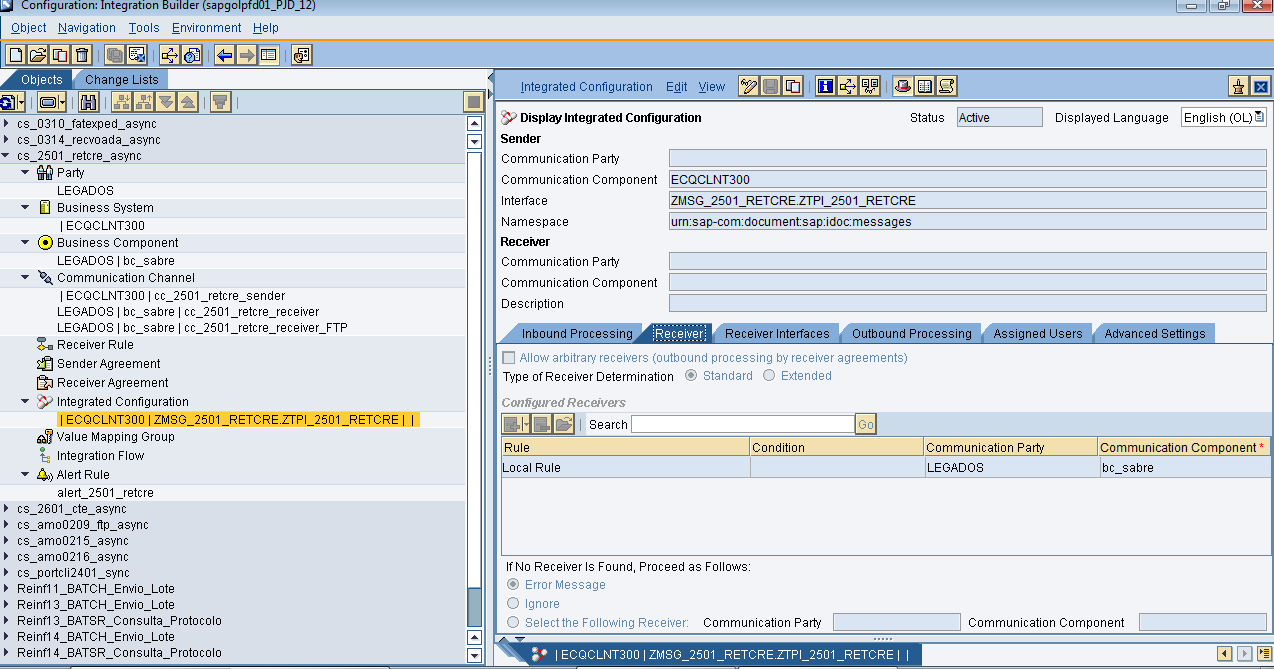 Configuration: Integration Builder (sapgolpfd01_PJD_12)
Object Navigation Tools Environment Help
Objects Change Lists
cs_0310_fatexped_async
cs_0314_recvoada_async
cs_2501_retcre_async
Party
LEGADOS
Business System
| ECQCLNT300
Business Component
LEGADOS | bc_sabre
Communication Channel
| ECQCLNT300 | cc_2501_retcre_sender
LEGADOS | bc_sabre | cc_2501_retcre_receiver
LEGADOS | bc_sabre | cc_2501_retcre_receiver_FTP
Receiver Rule
Sender Agreement
Receiver Agreement
Integrated Configuration
| ECQCLNT300 | ZMSG_2501_RETCRE.ZTPI_2501_RETCRE | |
Value Mapping Group
Integration Flow
Alert Rule
alert_2501_retcre
cs_2601_cte_async
cs_amo0209_ftp_async
cs_amo0215_async
cs_amo0216_async
cs_portcli2401_sync
Reinf11_BATCH_Envio_Lote
Reinf13_BATCH_Envio_Lote
Reinf13_BATSR_Consulta_Protocolo
Reinf14_BATCH_Envio_Lote
Reinf14_BATSR_Consulta_Protocolo
Integrated Configuration Edit View
Display Integrated Configuration Status Active Displayed Language English (OL)
Sender
Communication Party
Communication Component ECQCLNT300
Interface ZMSG_2501_RETCRE.ZTPI_2501_RETCRE
Namespace urn:sap-com:document:sap:idoc:messages
Receiver
Communication Party
Communication Component
Description
Inbound Processing Receiver Receiver Interfaces Outbound Processing Assigned Users Advanced Settings
Allow arbitrary receivers (outbound processing by receiver agreements)
Type of Receiver Determination Standard Extended
Configured Receivers
Search Go
Rule Condition Communication Party Communication Component *
Local Rule LEGADOS bc_sabre
If No Receiver Is Found, Proceed as Follows:
Error Message
Ignore
Select the Following Receiver: Communication Party Communication Component
| ECQCLNT300 | ZMSG_2501_RETCRE.ZTPI_2501_RETCRE | |